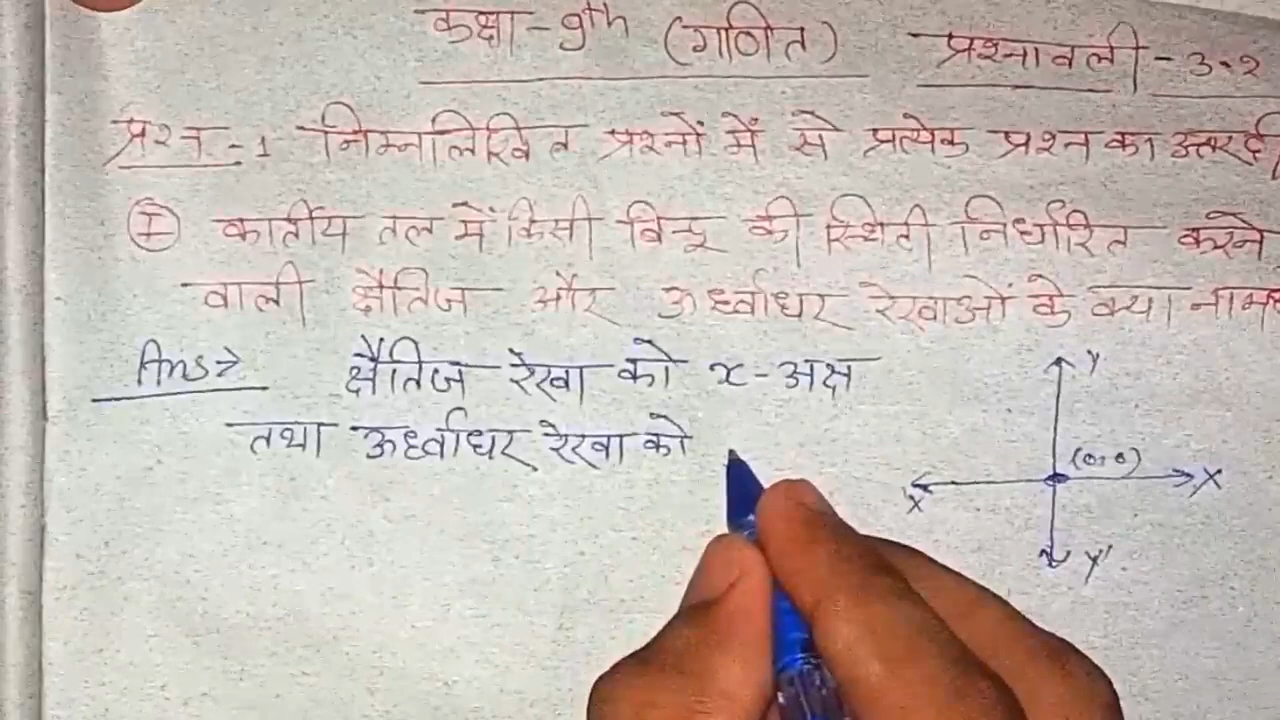 कक्षा-9th (गणित) प्रश्नावली-3.2
प्रश्न-1 निम्नलिखित प्रश्नों में से प्रत्येक प्रश्न का उत्तर
I कार्तीय तल में किसी बिन्दू की स्थिती निर्धारित करने
वाली क्षैतिज और ऊर्ध्वाधर रेखाओं के क्या नाम
Ans→ क्षैतिज रेखा को x-अक्ष
तथा ऊर्ध्वाधर रेखा को
Y
(0,0)
X
X
Y'